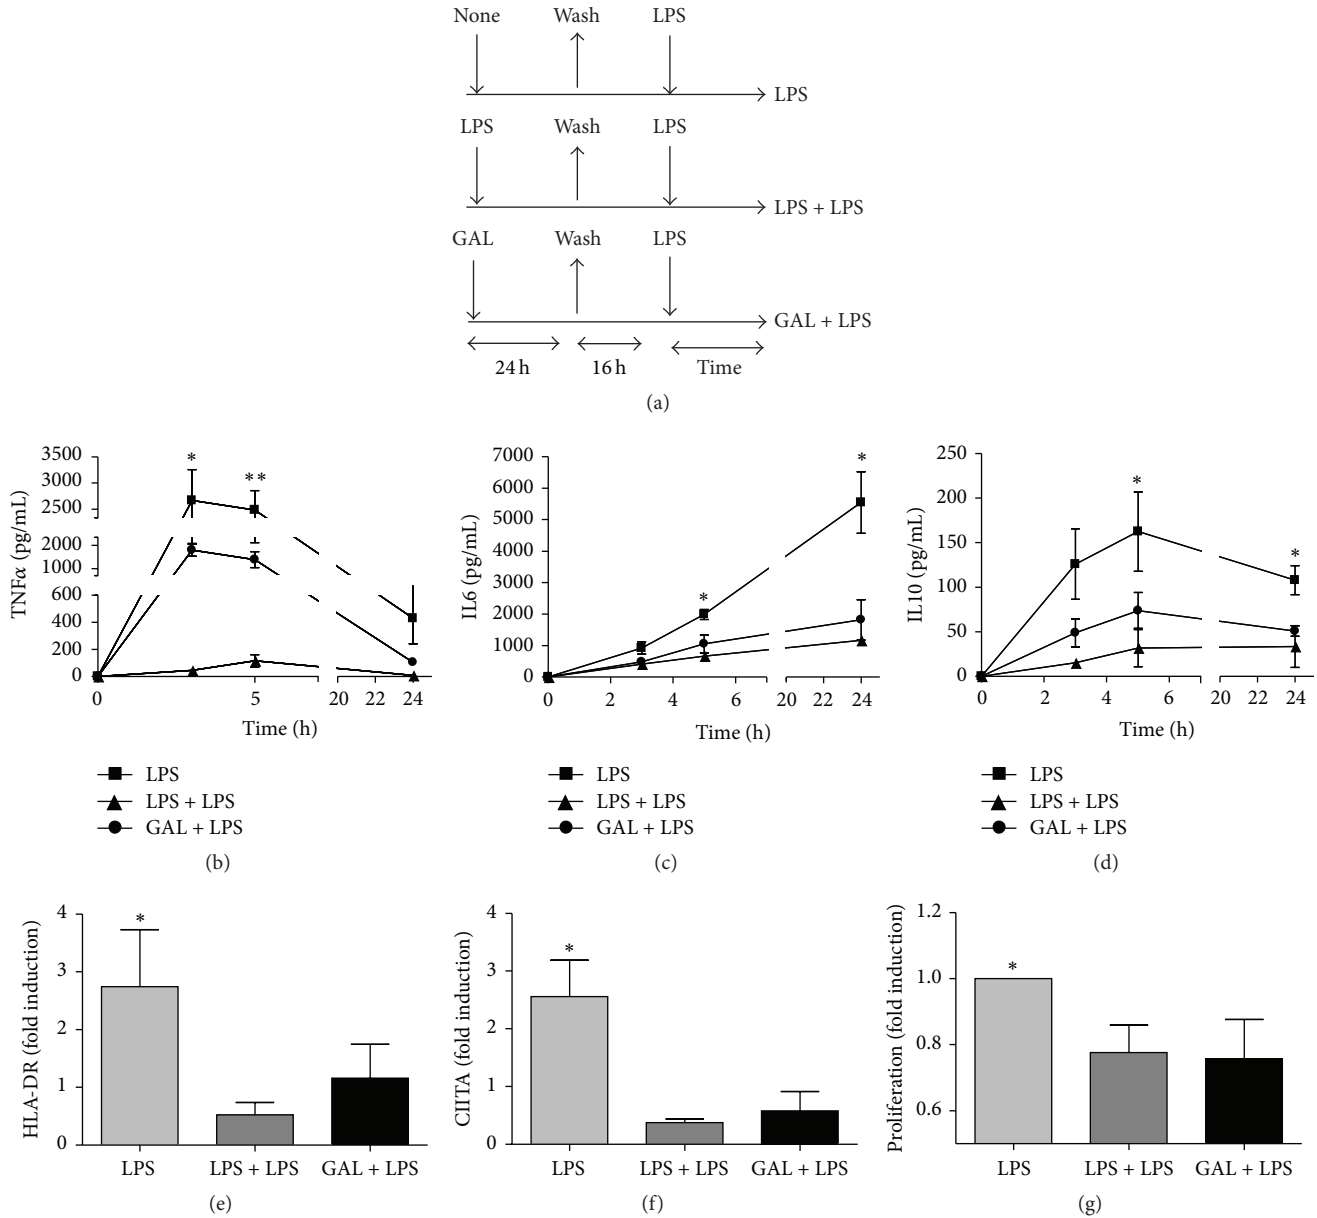 None Wash LPS
LPS
LPS Wash LPS
LPS + LPS
GAL Wash LPS
GAL + LPS
24 h 16 h Time
(a)
TNFα (pg/mL)
3500
3000
2500
2000
1000
600
400
200
0
* **
0 5 20 22 24
Time (h)
LPS
LPS + LPS
GAL + LPS
(b)
IL6 (pg/mL)
7000
6000
5000
4000
3000
2000
1000
0
* *
0 2 4 6 20 22 24
Time (h)
LPS
LPS + LPS
GAL + LPS
(c)
IL10 (pg/mL)
250
200
150
100
50
0
* *
0 2 4 6 20 22 24
Time (h)
LPS
LPS + LPS
GAL + LPS
(d)
HLA-DR (fold induction)
4
3
2
1
0
*
LPS LPS + LPS GAL + LPS
(e)
CIITA (fold induction)
4
3
2
1
0
*
LPS LPS + LPS GAL + LPS
(f)
Proliferation (fold induction)
1.2
1.0
0.8
0.6
*
LPS LPS + LPS GAL + LPS
(g)